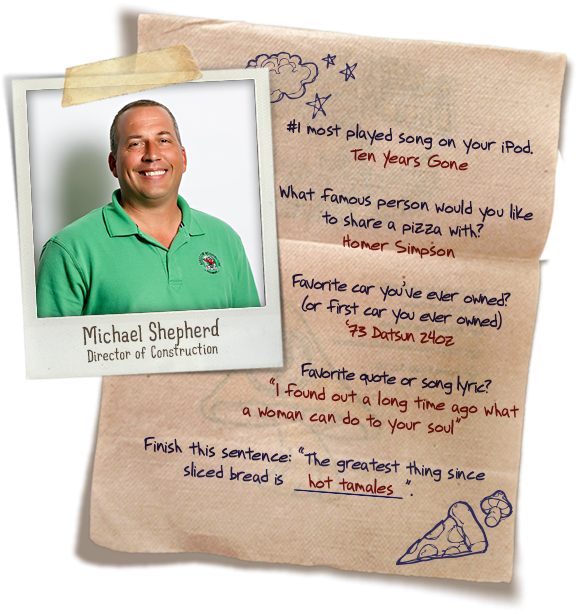 Michael Shepherd
Director of Construction
#1 most played song on your iPod.
Ten Years Gone
What famous person would you like
to share a pizza with?
Homer Simpson
Favorite car you've ever owned?
(or first car you ever owned)
'73 Datsun 240z
Favorite quote or song lyric?
"I found out a long time ago what
a woman can do to your soul"
Finish this sentence: "The greatest thing since
sliced bread is hot tamales".